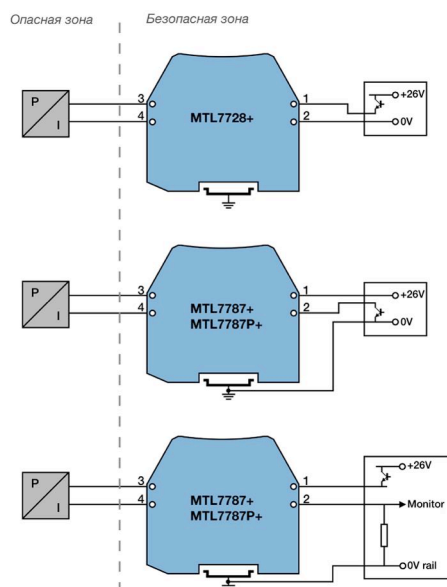 Опасная зона
Безопасная зона
P
I
3
4
MTL7728+
1
2
+26V
0V
P
I
3
4
MTL7787+
MTL7787P+
1
2
+26V
0V
P
I
3
4
MTL7787+
MTL7787P+
1
2
+26V
Monitor
0V rail